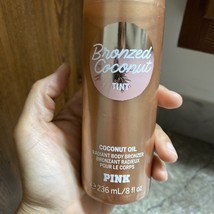 Bronzed
Coconut
TINT
COCONUT OIL
RADIANT BODY BRONZER
BRONZANT RADIEUX
POUR LE CORPS
PINK
236 mL/8 fl oz